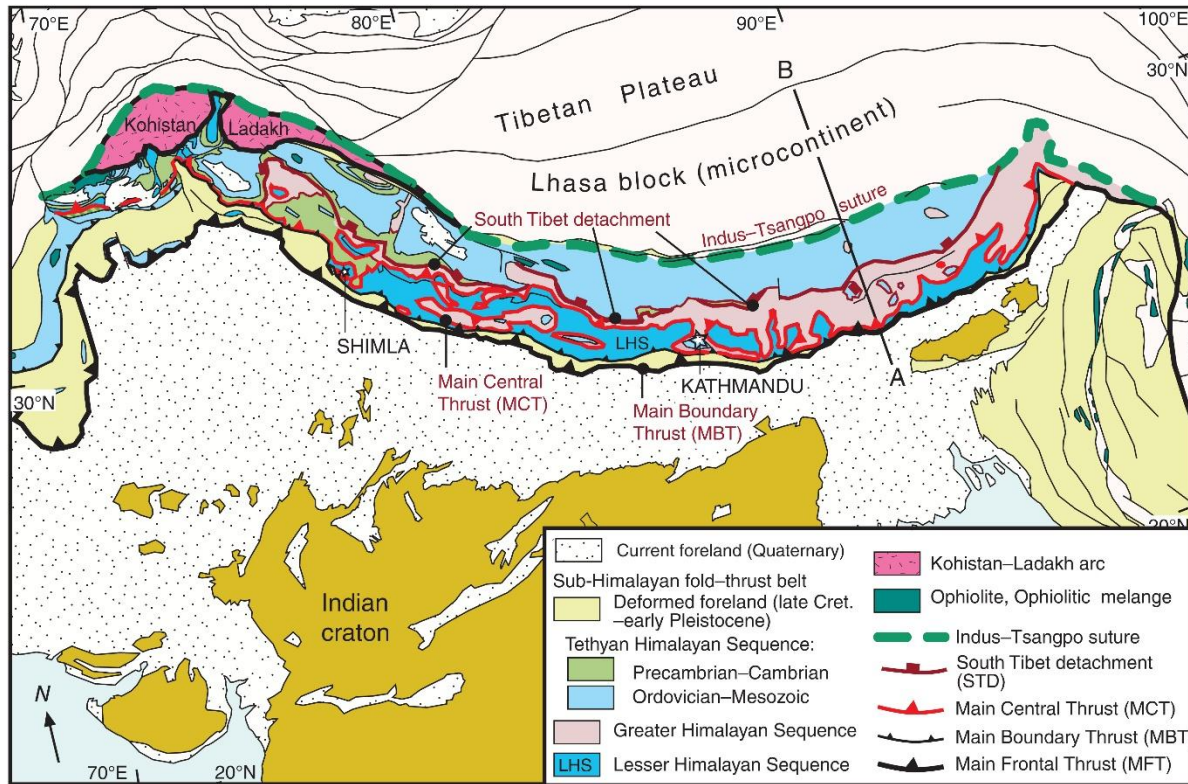 70°E
80°E
90°E
100°E
30°N
B
Tibetan Plateau
Kohistan
Ladakh
Lhasa block (microcontinent)
South Tibet detachment
Indus–Tsangpo suture
SHIMLA
LHS
KATHMANDU
A
Main Central
Thrust (MCT)
Main Boundary
Thrust (MBT)
30°N
20°N
Indian
craton
N
70°E
20°N
80°E
Current foreland (Quaternary)
Sub-Himalayan fold–thrust belt
Deformed foreland (late Cret.
–early Pleistocene)
Tethyan Himalayan Sequence:
Precambrian–Cambrian
Ordovician–Mesozoic
Greater Himalayan Sequence
LHS
Lesser Himalayan Sequence
Kohistan–Ladakh arc
Ophiolite, Ophiolitic melange
Indus–Tsangpo suture
South Tibet detachment
(STD)
Main Central Thrust (MCT)
Main Boundary Thrust (MBT
Main Frontal Thrust (MFT)